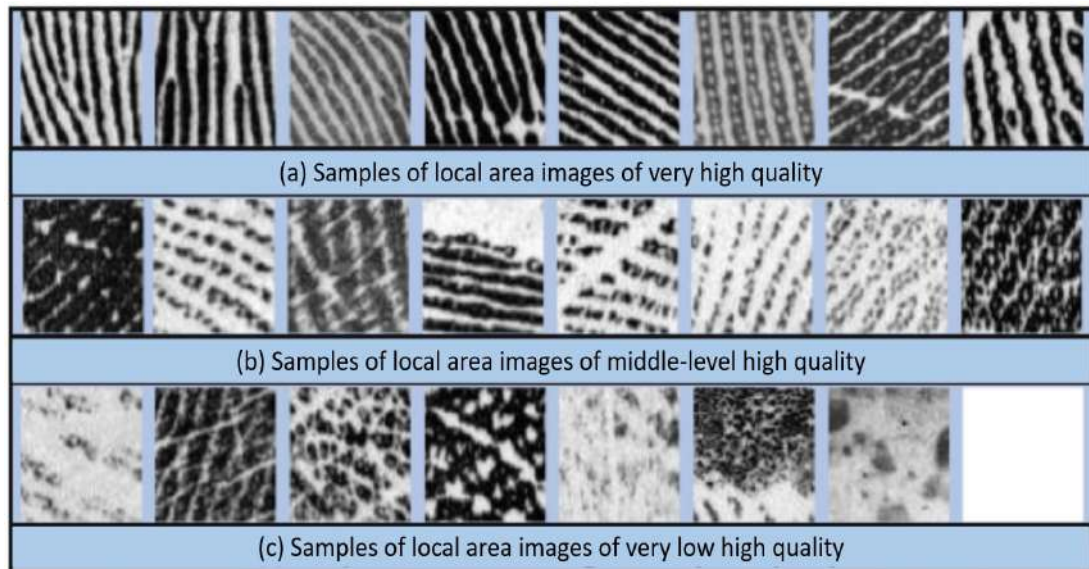 (a) Samples of local area images of very high quality
(b) Samples of local area images of middle-level high quality
(c) Samples of local area images of very low high quality